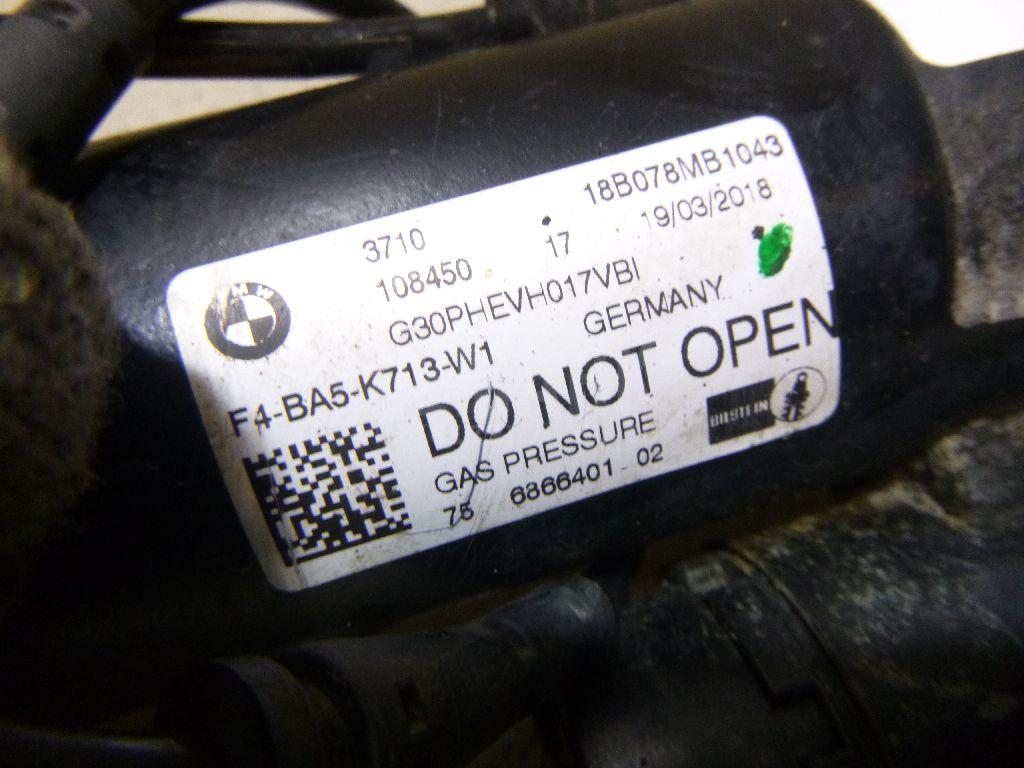 3710 18B078MB1043
108450 17 19/03/2018
G30PHEVH017VBI
GERMANY
BMW
F4-BA5-K713-W1
DO NOT OPEN
GAS PRESSURE
BILSTEIN
75 6866401-02